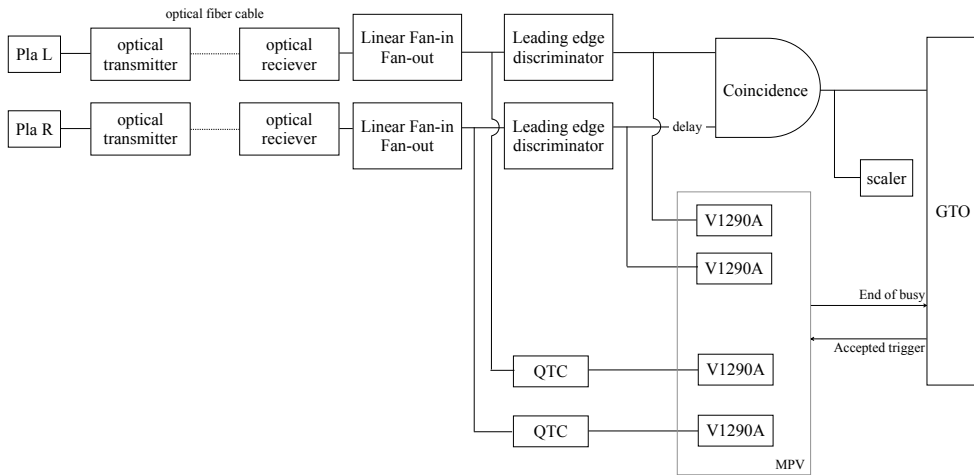 optical fiber cable
Pla L
optical
transmitter
optical
reciever
Linear Fan-in
Fan-out
Leading edge
discriminator
Coincidence
Pla R
optical
transmitter
optical
reciever
Linear Fan-in
Fan-out
Leading edge
discriminator
delay
scaler
GTO
V1290A
V1290A
End of busy
Accepted trigger
QTC
V1290A
QTC
V1290A
MPV